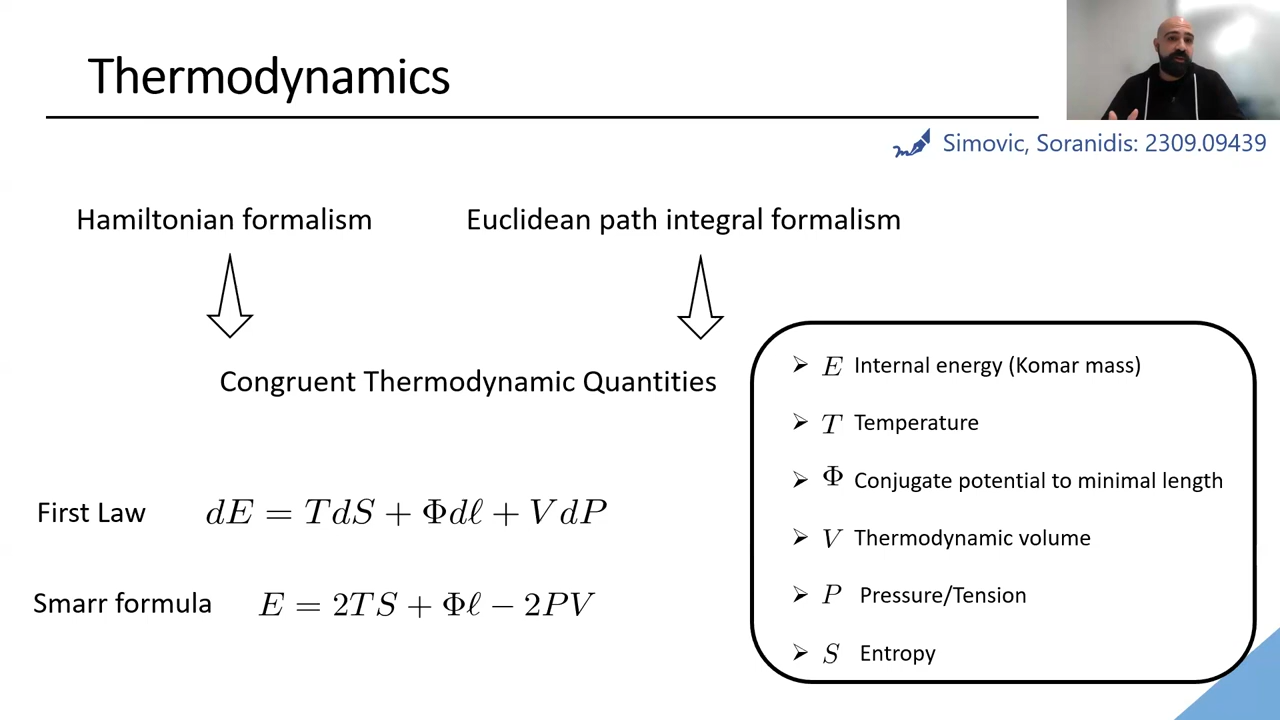 Thermodynamics
Simovic, Soranidis: 2309.09439
Hamiltonian formalism
Euclidean path integral formalism
Congruent Thermodynamic Quantities
First Law dE = TdS + Φdℓ + VdP
Smarr formula E = 2TS + Φℓ − 2PV
➢ E Internal energy (Komar mass)
➢ T Temperature
➢ Φ Conjugate potential to minimal length
➢ V Thermodynamic volume
➢ P Pressure/Tension
➢ S Entropy